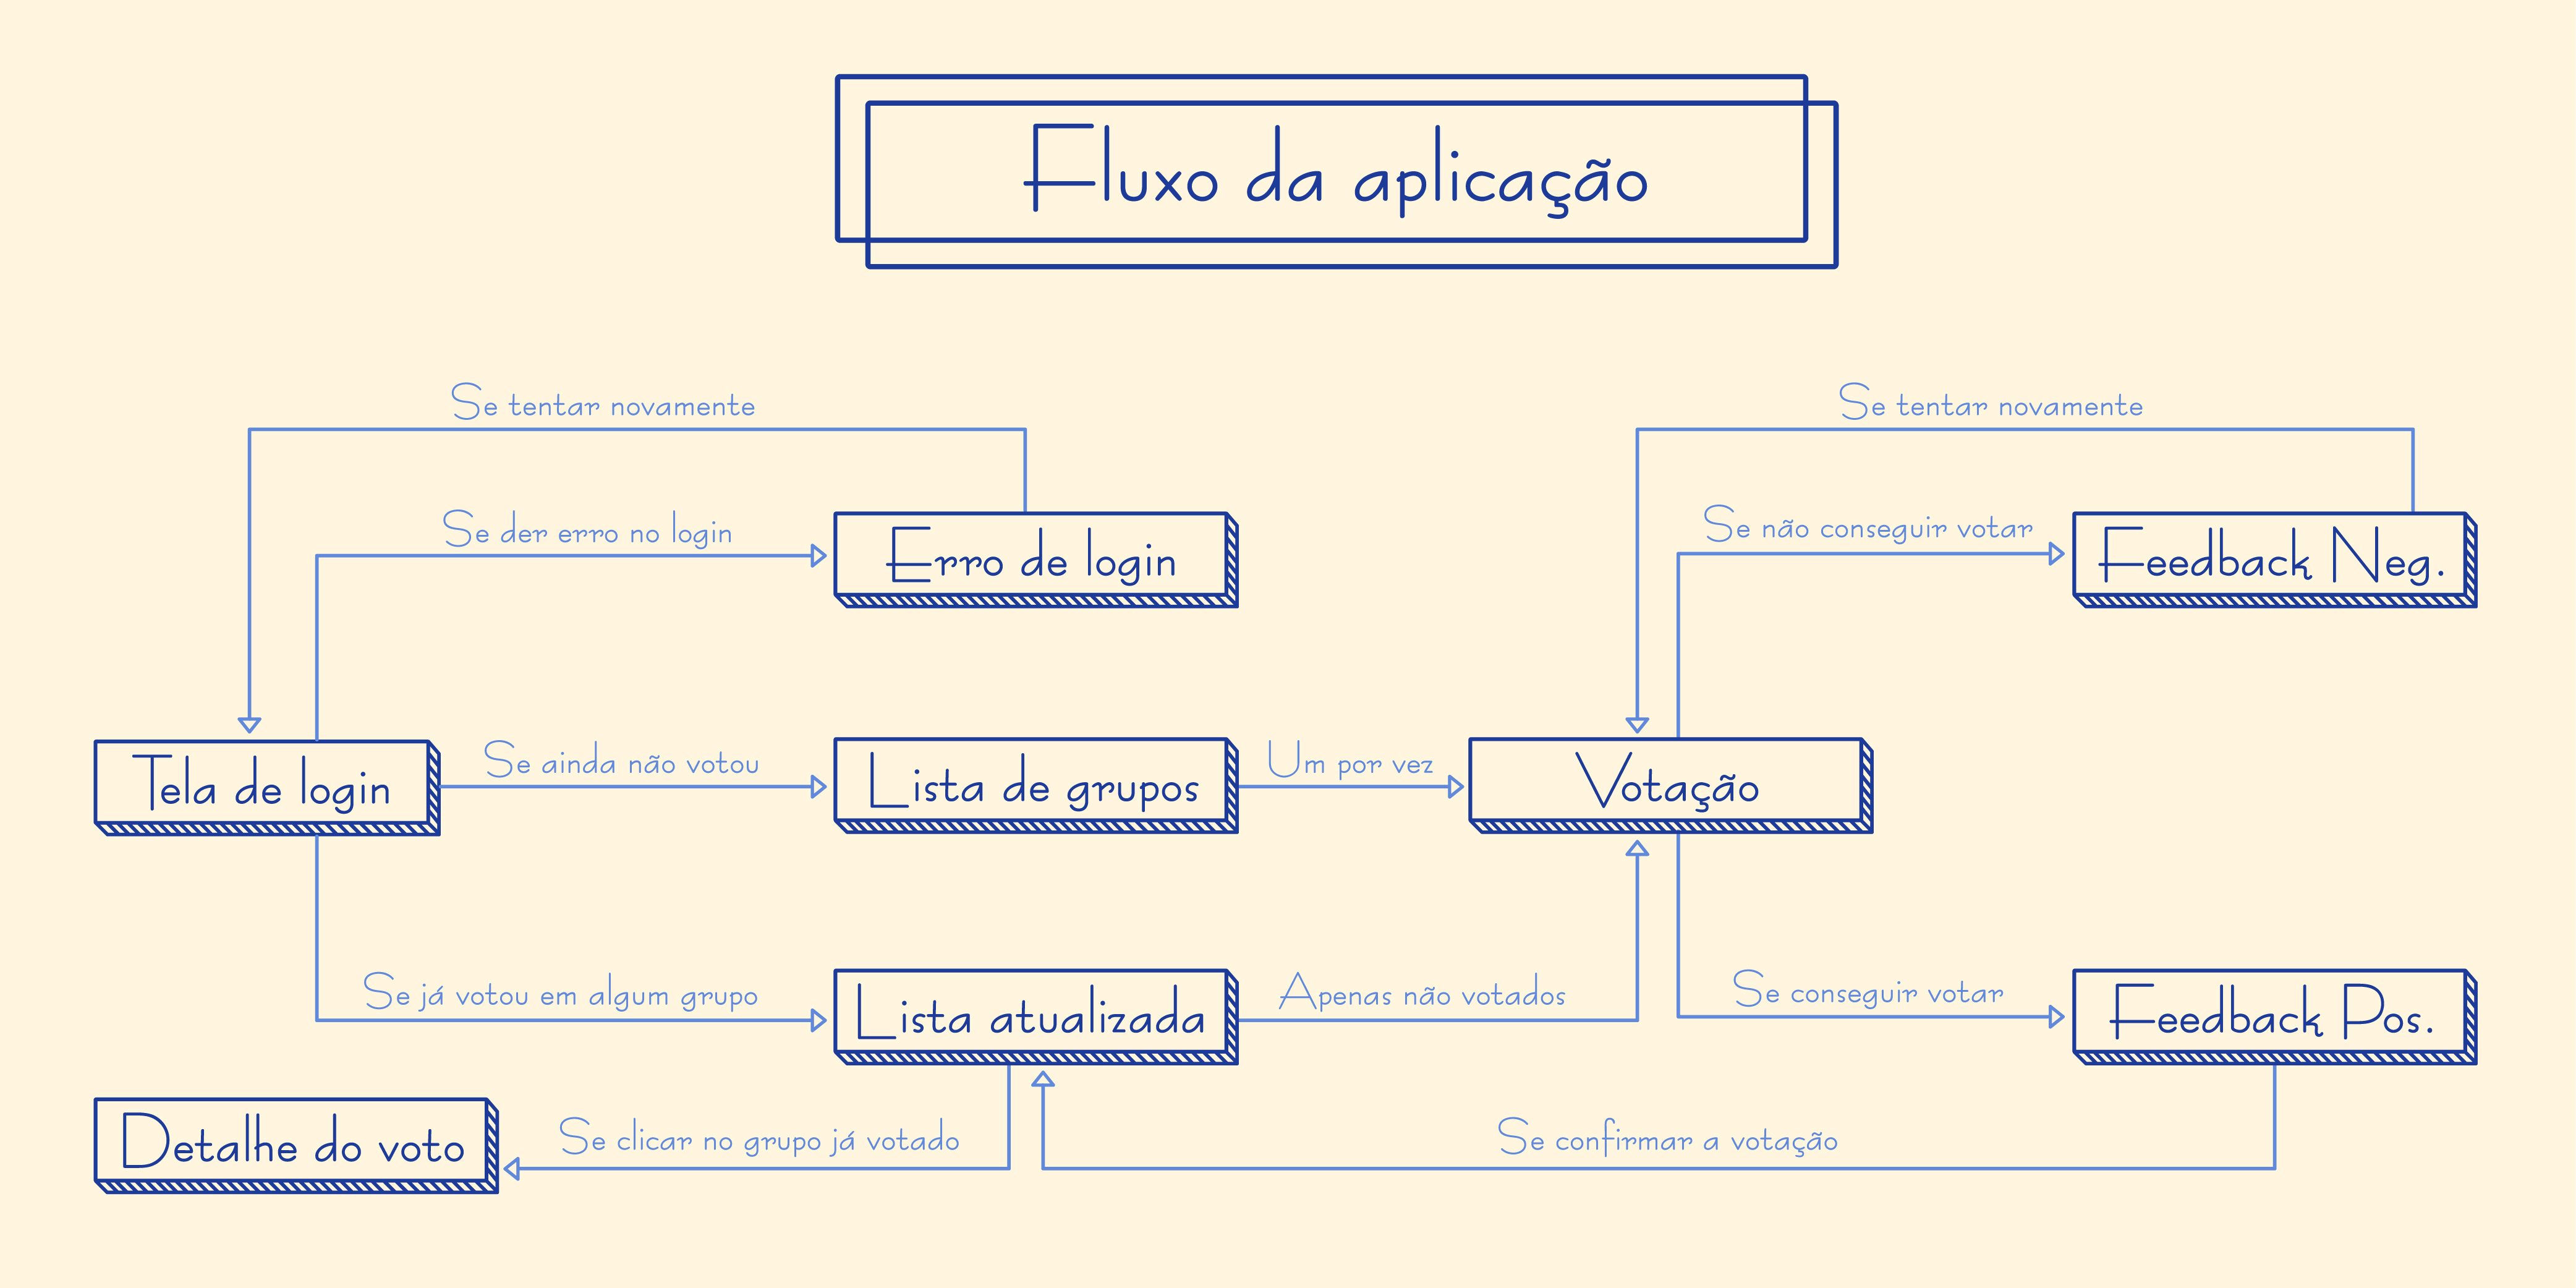 Fluxo da aplicação
Se tentar novamente
Se tentar novamente
Se der erro no login
Erro de login
Se não conseguir votar
Feedback Neg.
Tela de login
Se ainda não votou
Lista de grupos
Um por vez
Votação
Se já votou em algum grupo
Lista atualizada
Apenas não votados
Se conseguir votar
Feedback Pos.
Detalhe do voto
Se clicar no grupo já votado
Se confirmar a votação